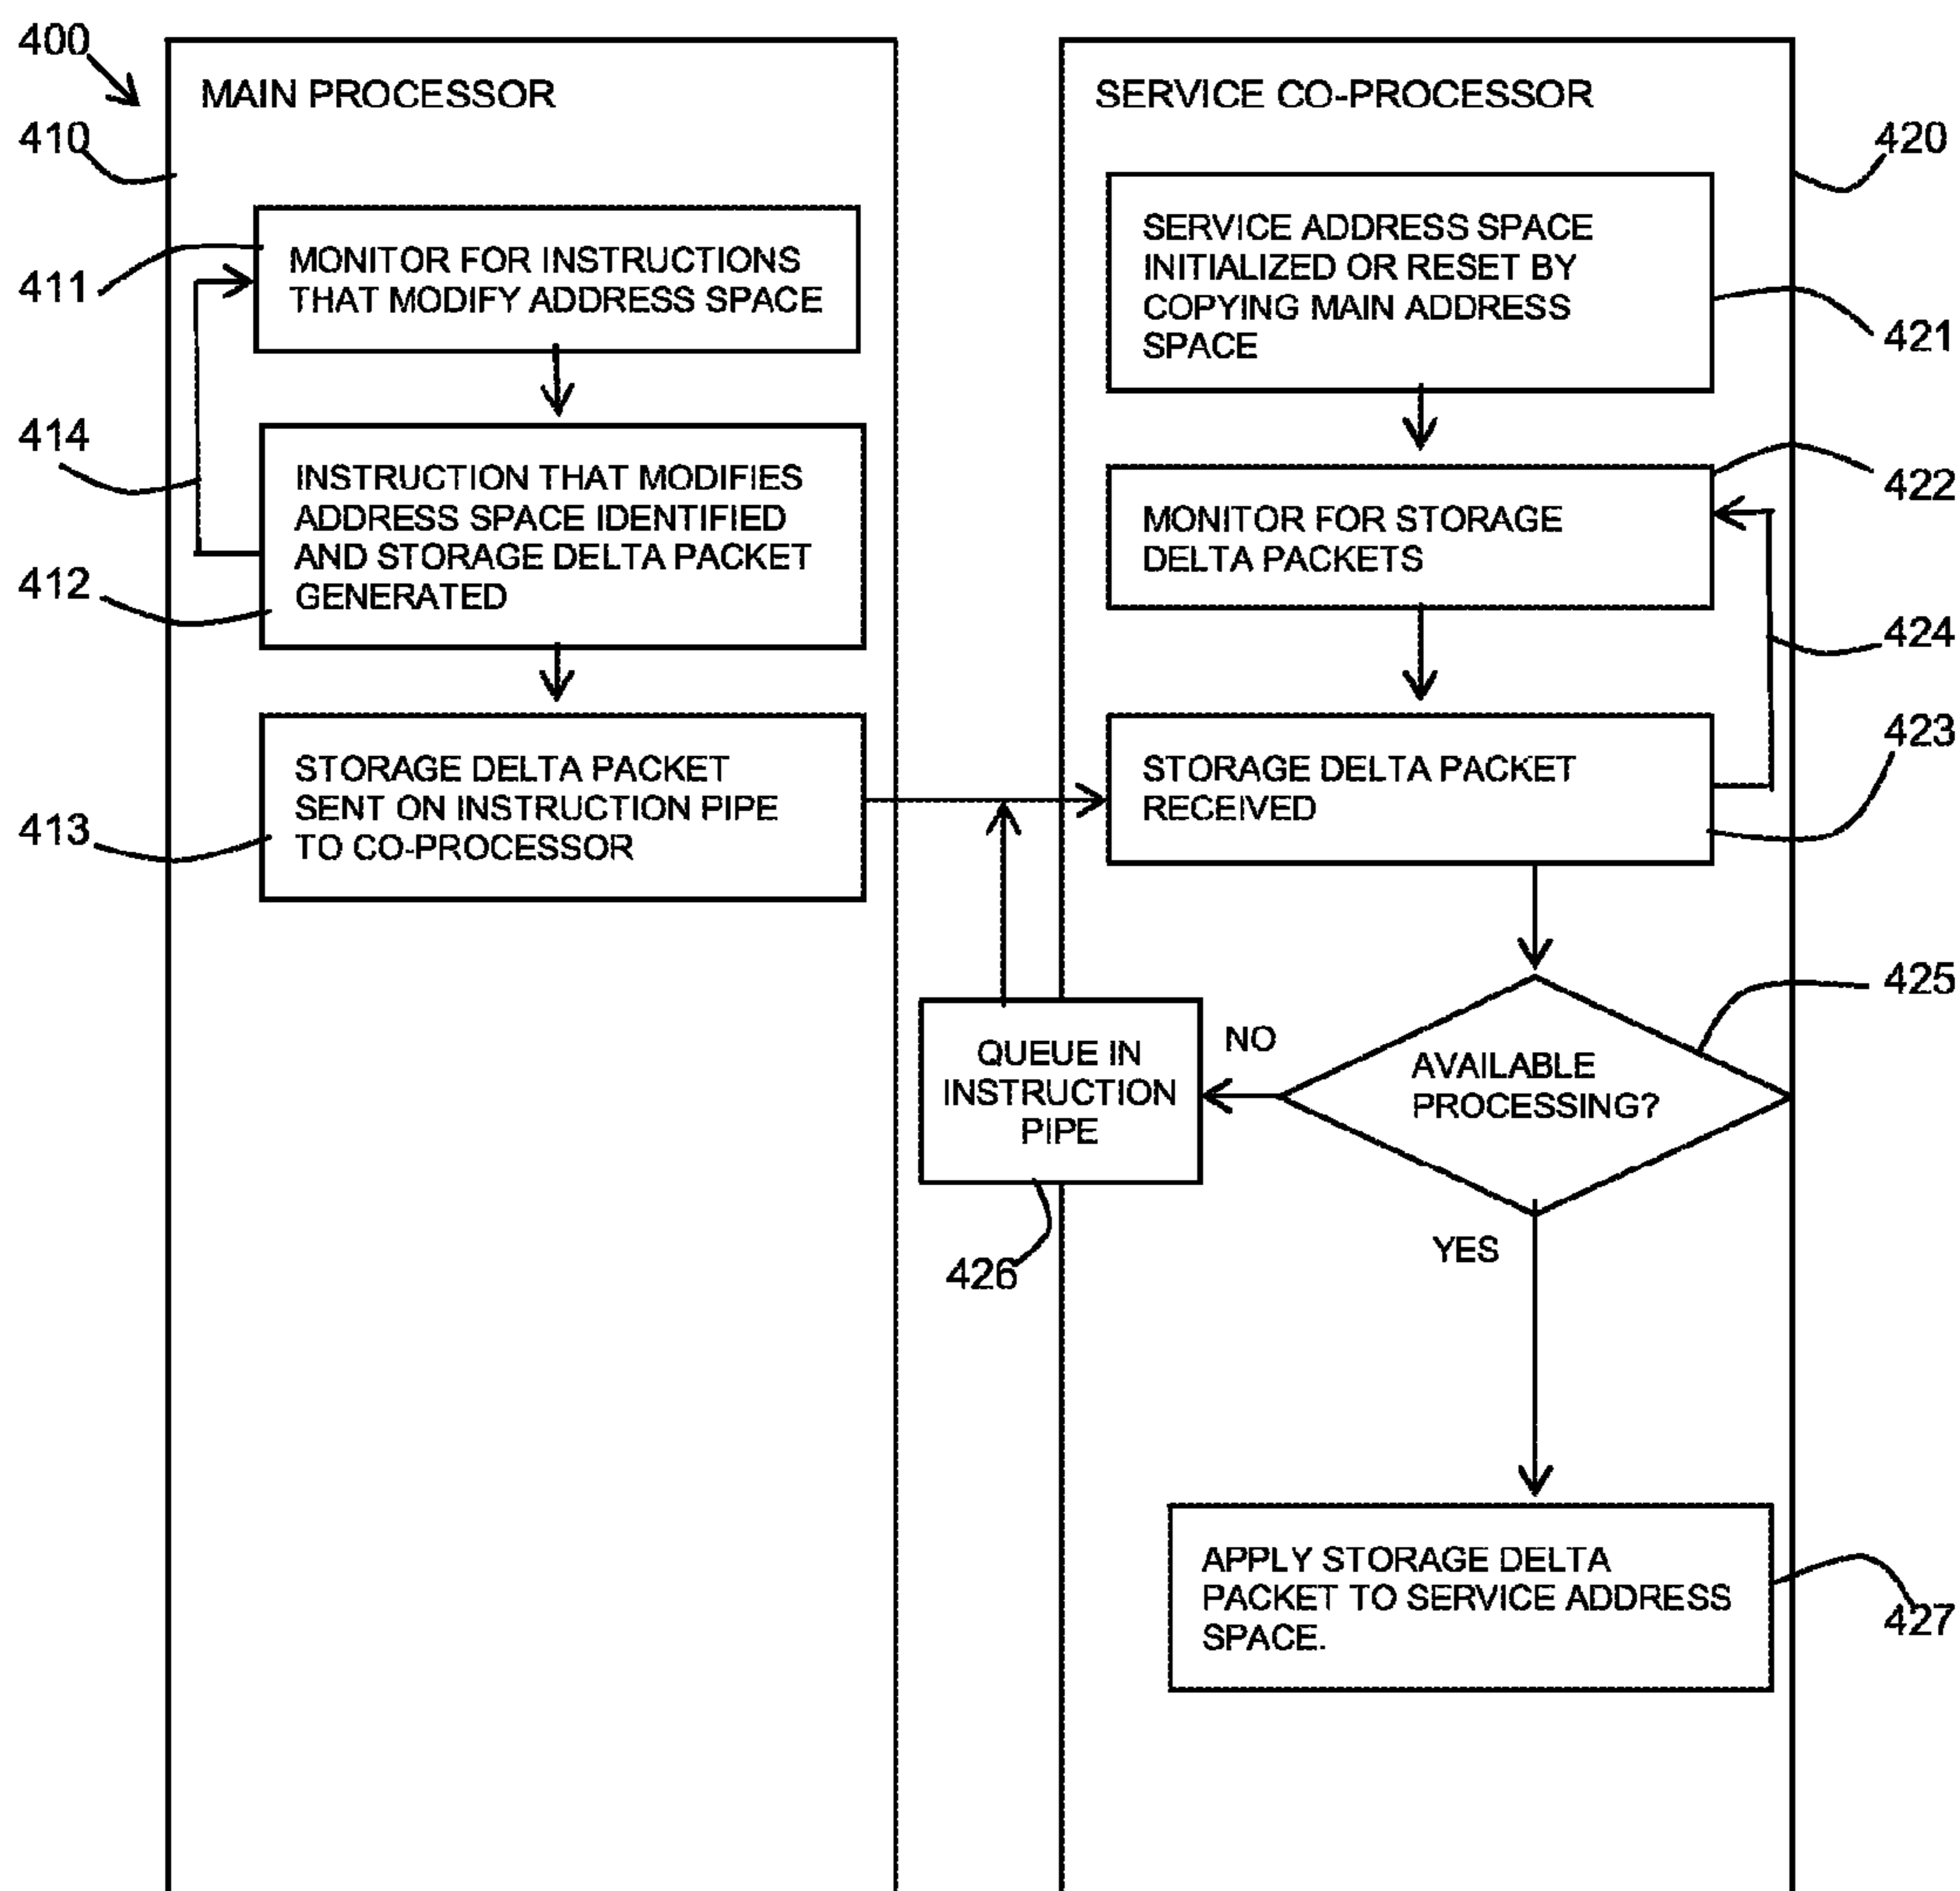 400
MAIN PROCESSOR
410
411
MONITOR FOR INSTRUCTIONS
THAT MODIFY ADDRESS SPACE
414
INSTRUCTION THAT MODIFIES
ADDRESS SPACE IDENTIFIED
AND STORAGE DELTA PACKET
GENERATED
412
STORAGE DELTA PACKET
SENT ON INSTRUCTION PIPE
TO CO-PROCESSOR
413
SERVICE CO-PROCESSOR
420
SERVICE ADDRESS SPACE
INITIALIZED OR RESET BY
COPYING MAIN ADDRESS
SPACE
421
MONITOR FOR STORAGE
DELTA PACKETS
422
424
STORAGE DELTA PACKET
RECEIVED
423
425
AVAILABLE
PROCESSING?
NO
QUEUE IN
INSTRUCTION
PIPE
426
YES
APPLY STORAGE DELTA
PACKET TO SERVICE ADDRESS
SPACE.
427